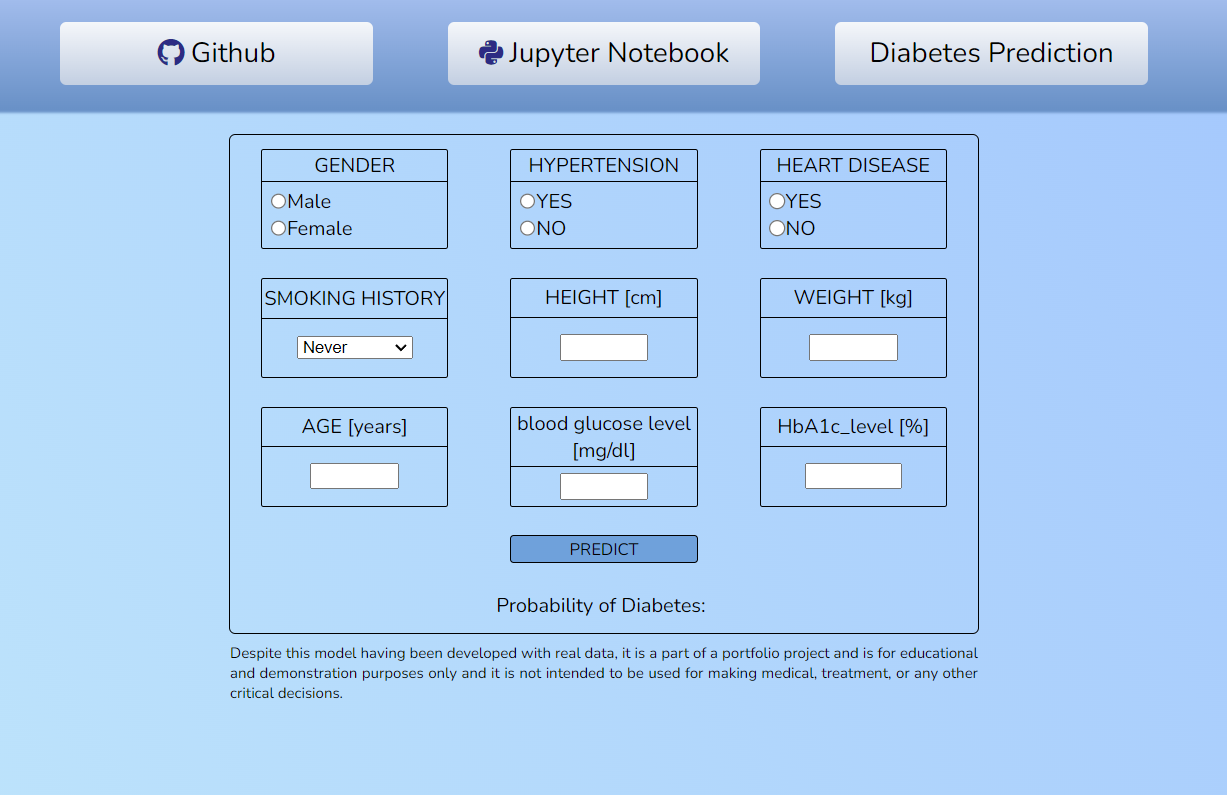 Github
Jupyter Notebook
Diabetes Prediction
GENDER
Male
Female
HYPERTENSION
YES
NO
HEART DISEASE
YES
NO
SMOKING HISTORY
Never
HEIGHT [cm]
WEIGHT [kg]
AGE [years]
blood glucose level
[mg/dl]
HbA1c_level [%]
PREDICT
Probability of Diabetes:
Despite this model having been developed with real data, it is a part of a portfolio project and is for educational
and demonstration purposes only and it is not intended to be used for making medical, treatment, or any other
critical decisions.